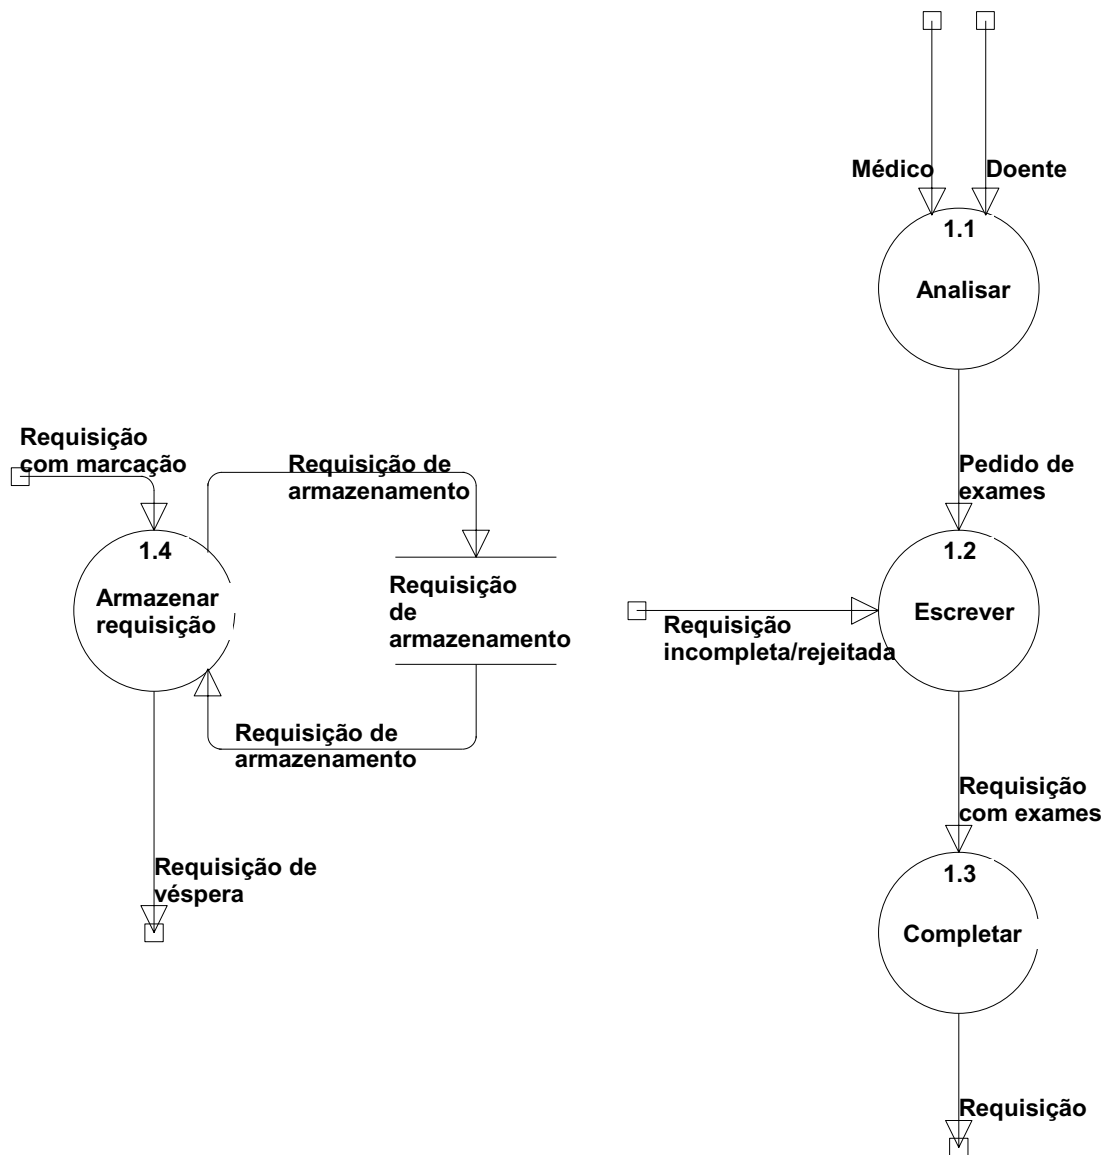 Médico
Doente
1.1
Analisar
Requisição
com marcação
Requisição de
armazenamento
Pedido de
exames
1.4
Armazenar
requisição
Requisição
de
armazenamento
1.2
Escrever
Requisição
incompleta/rejeitada
Requisição de
armazenamento
Requisição
com exames
Requisição de
véspera
1.3
Completar
Requisição